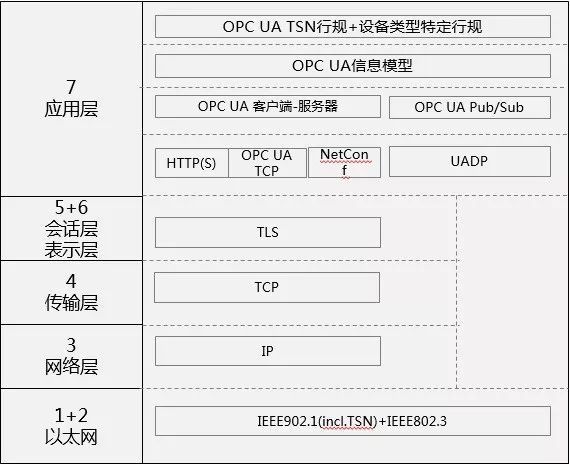 OPC UA TSN行规+设备类型特定行规
OPC UA信息模型
7
应用层
OPC UA 客户端-服务器
OPC UA Pub/Sub
HTTP(S)
OPC UA
TCP
NetCon
f
UADP
5+6
会话层
表示层
TLS
4
传输层
TCP
3
网络层
IP
1+2
以太网
IEEE902.1(incl.TSN)+IEEE802.3